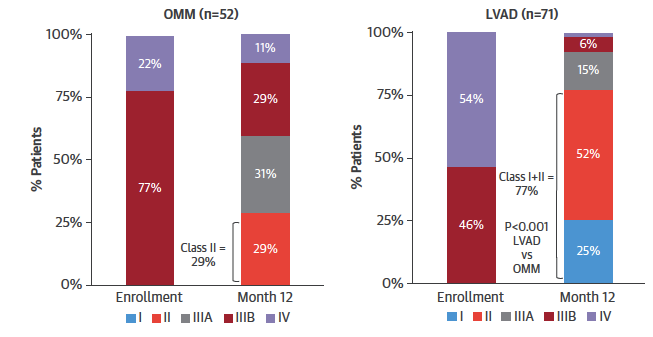 OMM (n=52)
100%
75%
50%
25%
0%
% Patients
22%
77%
11%
29%
31%
29%
Class II =
29%
Enrollment
Month 12
I II IIIA IIIB IV
LVAD (n=71)
100%
75%
50%
25%
0%
% Patients
54%
46%
6%
15%
52%
25%
Class I+II =
77%
P<0.001
LVAD
vs
OMM
Enrollment
Month 12
I II IIIA IIIB IV